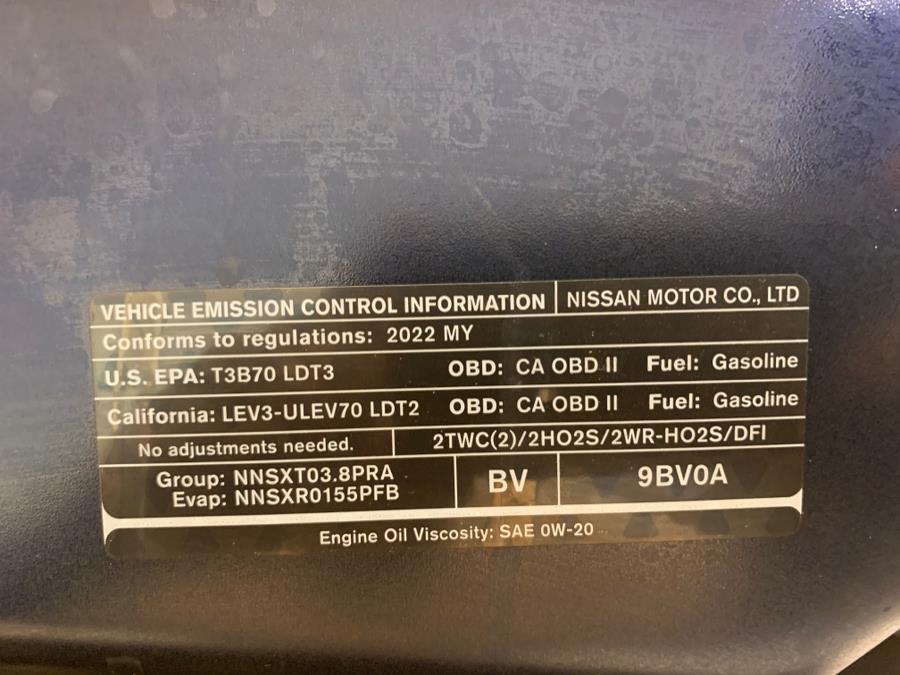 VEHICLE EMISSION CONTROL INFORMATION NISSAN MOTOR CO., LTD
Conforms to regulations: 2022 MY
U.S. EPA: T3B70 LDT3 OBD: CA OBD II Fuel: Gasoline
California: LEV3-ULEV70 LDT2 OBD: CA OBD II Fuel: Gasoline
No adjustments needed. 2TWC(2)/2HO2S/2WR-HO2S/DFI
Group: NNSXT03.8PRA
Evap: NNSXR0155PFB
BV
9BV0A
Engine Oil Viscosity: SAE 0W-20